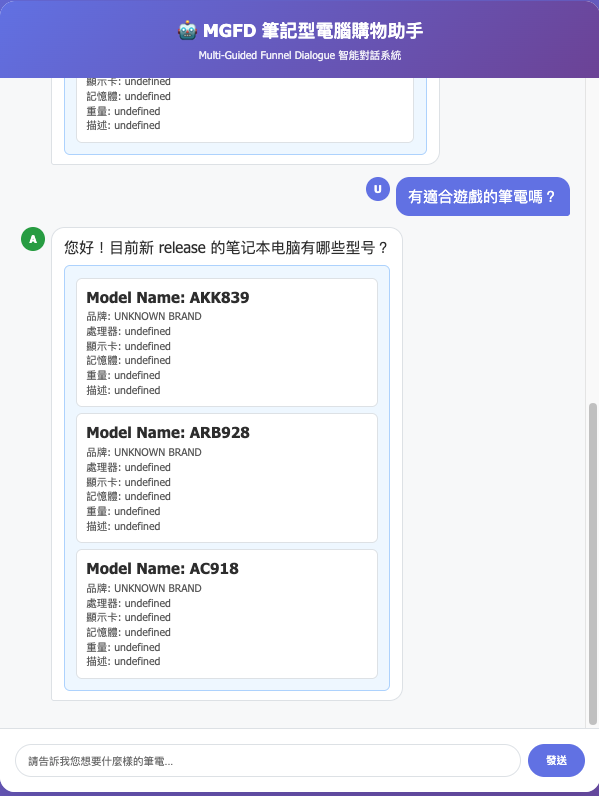 🤖 MGFD 筆記型電腦購物助手
Multi-Guided Funnel Dialogue 智能對話系統
顯示卡: undefined
記憶體: undefined
重量: undefined
描述: undefined
U
有適合遊戲的筆電嗎？
A
您好！目前新 release 的笔记本电脑有哪些型号？
Model Name: AKK839
品牌: UNKNOWN BRAND
處理器: undefined
顯示卡: undefined
記憶體: undefined
重量: undefined
描述: undefined
Model Name: ARB928
品牌: UNKNOWN BRAND
處理器: undefined
顯示卡: undefined
記憶體: undefined
重量: undefined
描述: undefined
Model Name: AC918
品牌: UNKNOWN BRAND
處理器: undefined
顯示卡: undefined
記憶體: undefined
重量: undefined
描述: undefined
請告訴我您想要什麼樣的筆電...
發送